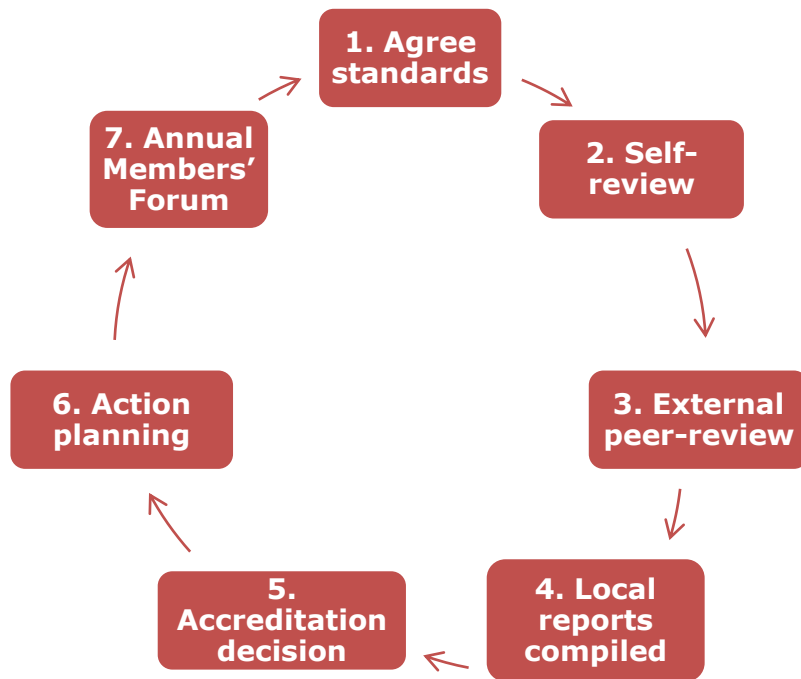 1. Agree
standards
2. Self-
review
3. External
peer-review
4. Local
reports
compiled
5.
Accreditation
decision
6. Action
planning
7. Annual
Members’
Forum